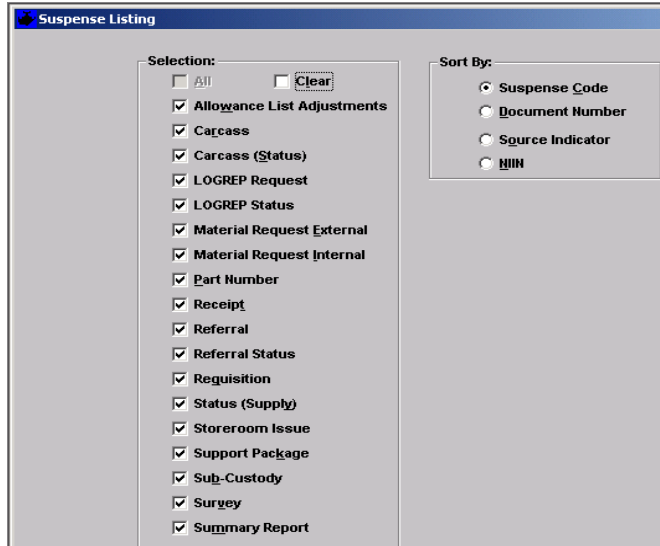 Suspense Listing
Selection:
All Clear
Allowance List Adjustments
Carcass
Carcass (Status)
LOGREP Request
LOGREP Status
Material Request External
Material Request Internal
Part Number
Receipt
Referral
Referral Status
Requisition
Status (Supply)
Storeroom Issue
Support Package
Sub-Custody
Survey
Summary Report
Sort By:
Suspense Code
Document Number
Source Indicator
NIIN